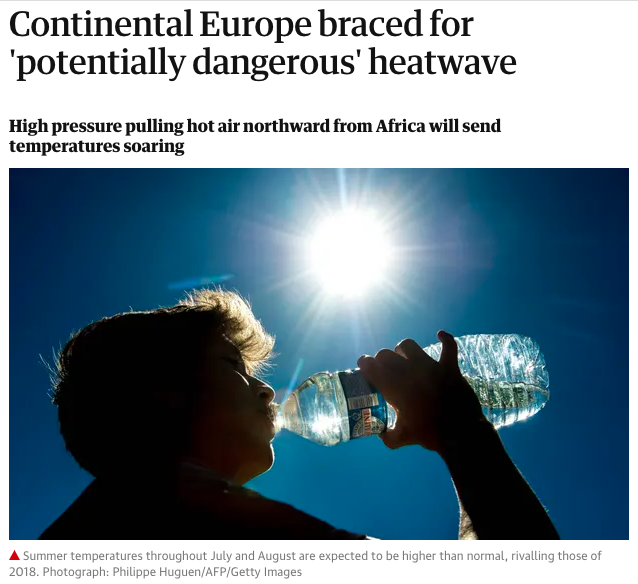 Continental Europe braced for
'potentially dangerous' heatwave
High pressure pulling hot air northward from Africa will send
temperatures soaring
Summer temperatures throughout July and August are expected to be higher than normal, rivalling those of
2018. Photograph: Philippe Huguen/AFP/Getty Images